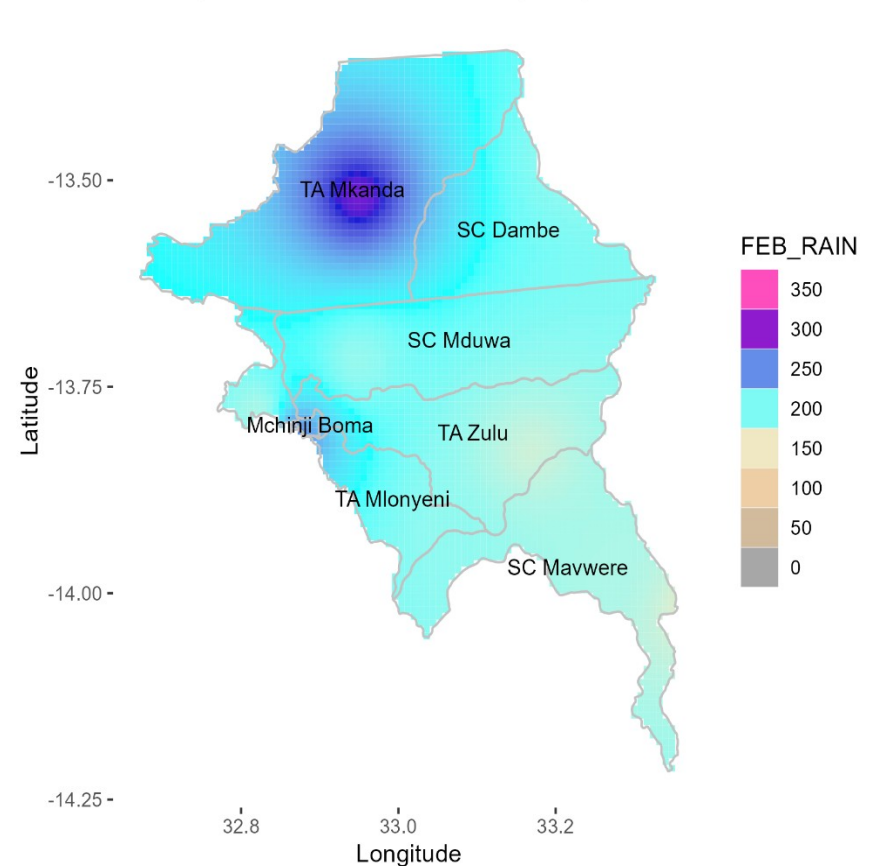 -13.50
-13.75
-14.00
-14.25
Latitude
TA Mkanda
SC Dambe
SC Mduwa
Mchinji Boma
TA Zulu
TA Mlonyeni
SC Mavwere
32.8
33.0
33.2
Longitude
FEB_RAIN
350
300
250
200
150
100
50
0